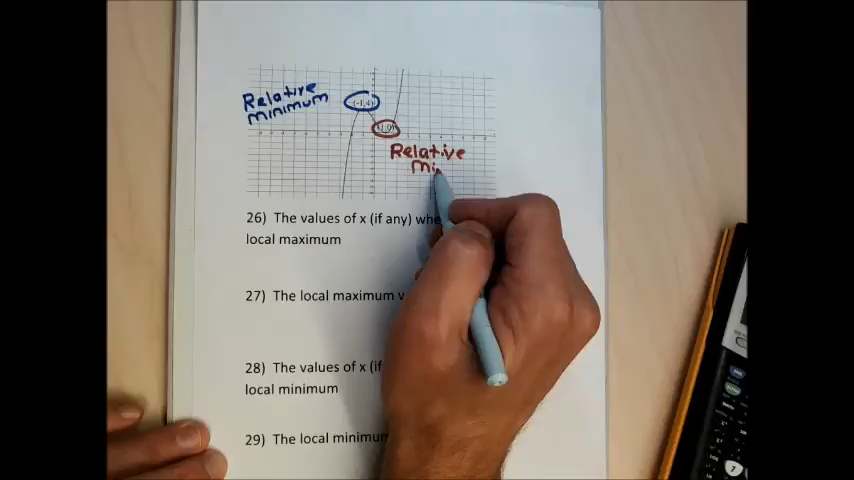 Relative
minimum
(-1,4)
(1,0)
Relative
Mi
26) The values of x (if any) whe
local maximum
27) The local maximum v
28) The values of x (if
local minimum
29) The local minimum